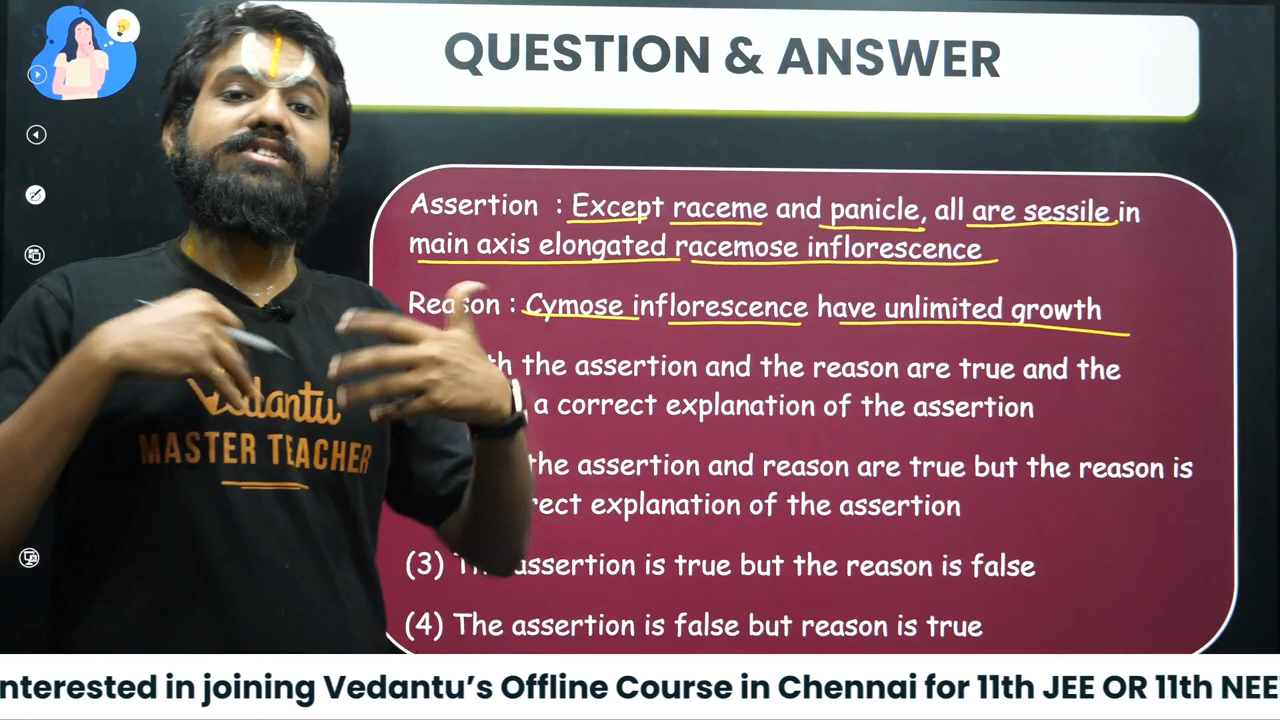 QUESTION & ANSWER
Assertion : Except raceme and panicle, all are sessile in
main axis elongated racemose inflorescence
Reason : Cymose inflorescence have unlimited growth
the assertion and the reason are true and the
a correct explanation of the assertion
the assertion and reason are true but the reason is
explanation of the assertion
(3) assertion is true but the reason is false
(4) The assertion is false but reason is true
Vedantu
MASTER TEACHER
nterested in joining Vedantu's Offline Course in Chennai for 11th JEE OR 11th NEE